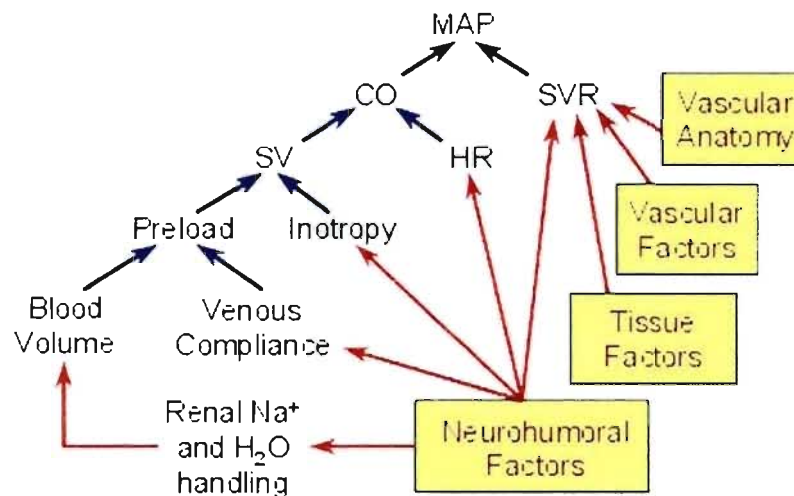 MAP
CO
SVR
Vascular
Anatomy
SV
HR
Vascular
Factors
Preload
Inotropy
Blood
Volume
Venous
Compliance
Tissue
Factors
Renal Na⁺
and H₂O
handling
Neurohumoral
Factors